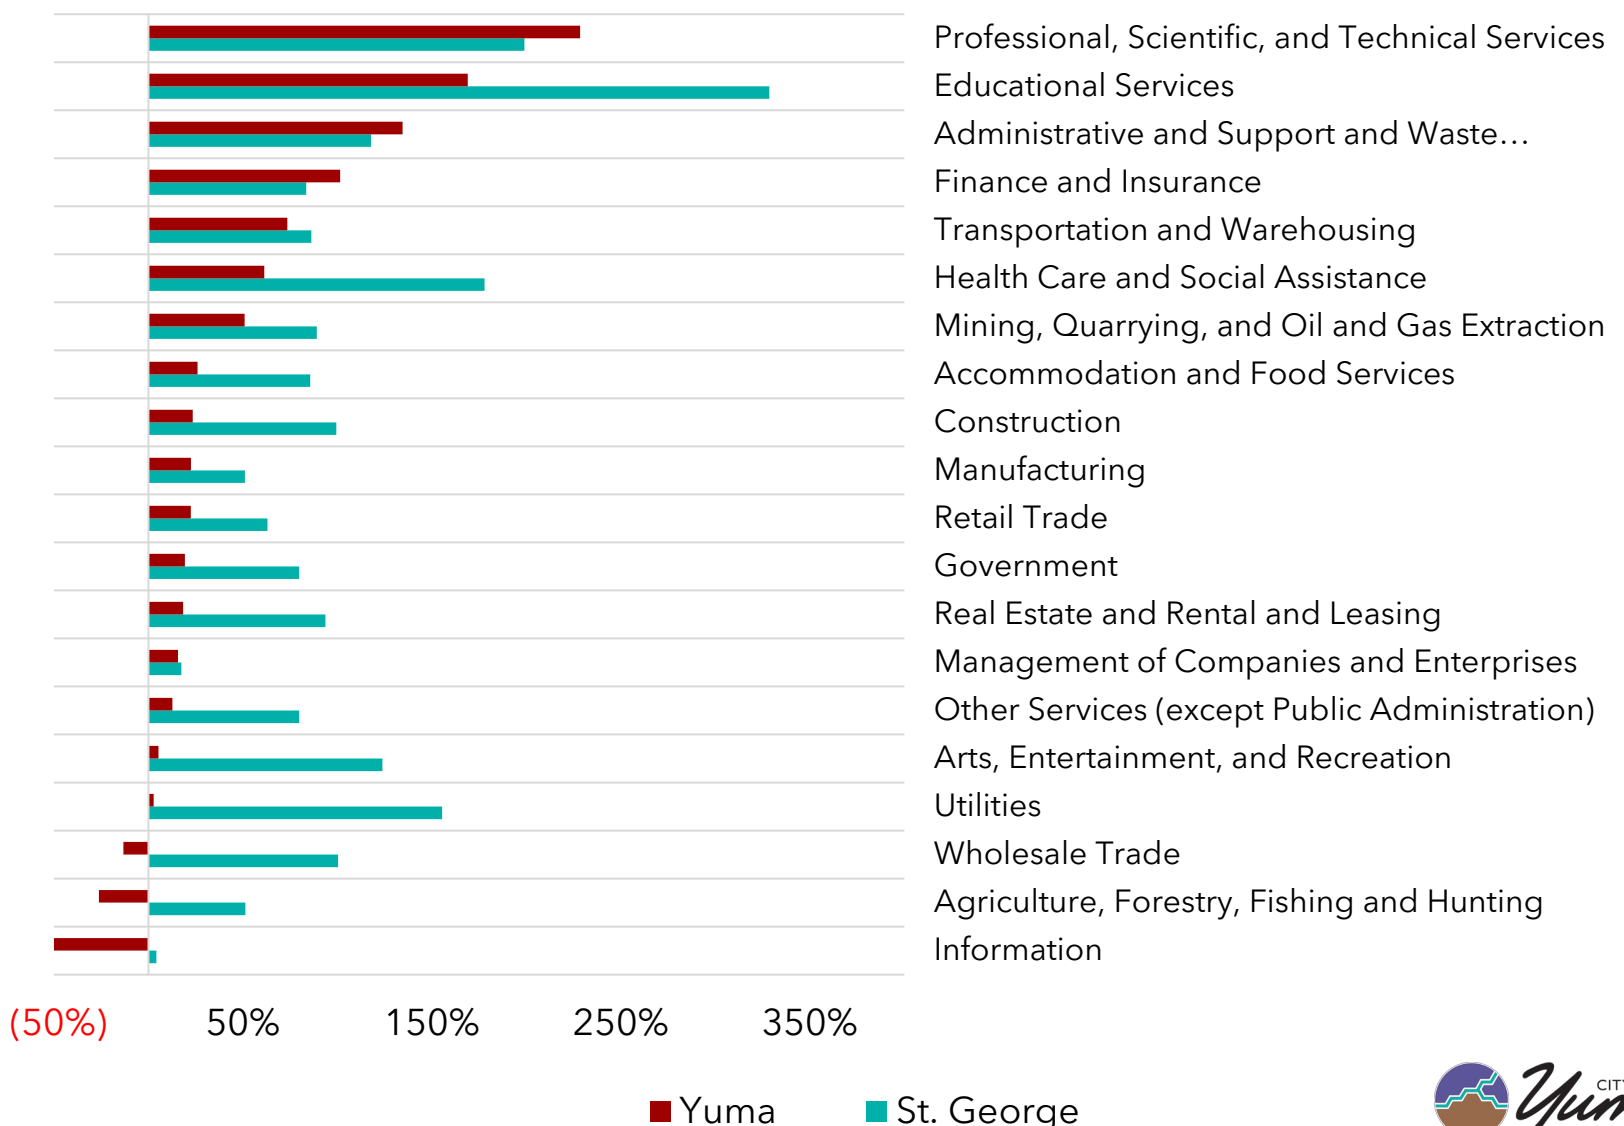 Professional, Scientific, and Technical Services
Educational Services
Administrative and Support and Waste…
Finance and Insurance
Transportation and Warehousing
Health Care and Social Assistance
Mining, Quarrying, and Oil and Gas Extraction
Accommodation and Food Services
Construction
Manufacturing
Retail Trade
Government
Real Estate and Rental and Leasing
Management of Companies and Enterprises
Other Services (except Public Administration)
Arts, Entertainment, and Recreation
Utilities
Wholesale Trade
Agriculture, Forestry, Fishing and Hunting
Information
(50%) 50% 150% 250% 350%
Yuma St. George
CITY